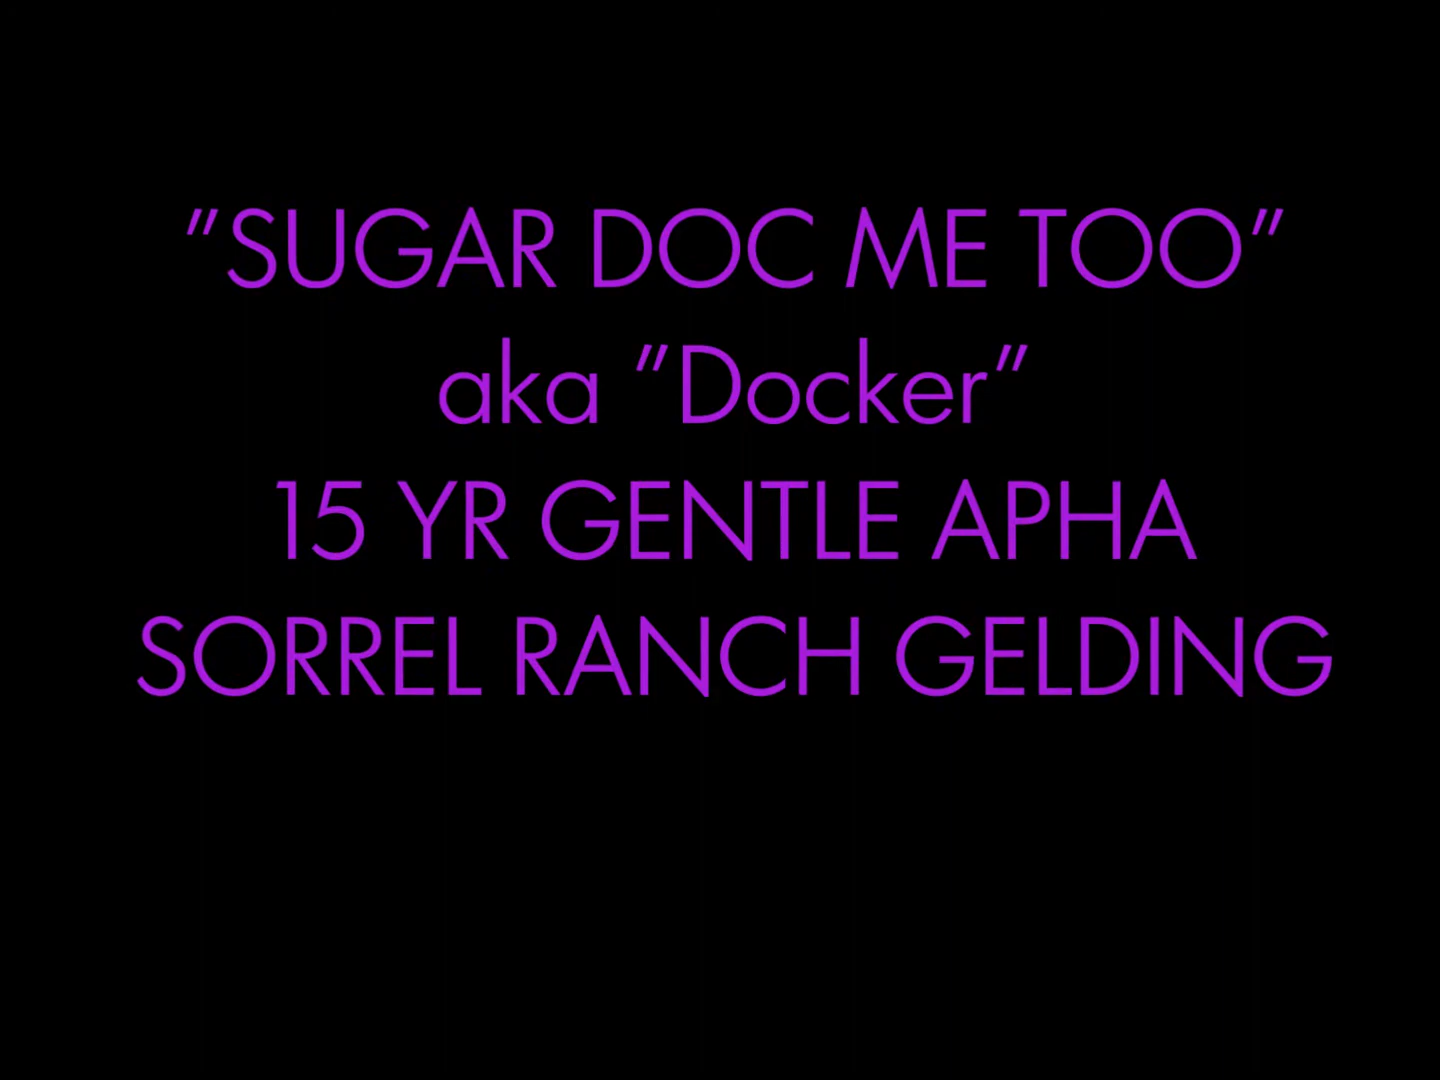 "SUGAR DOC ME TOO"
aka "Docker"
15 YR GENTLE APHA
SORREL RANCH GELDING